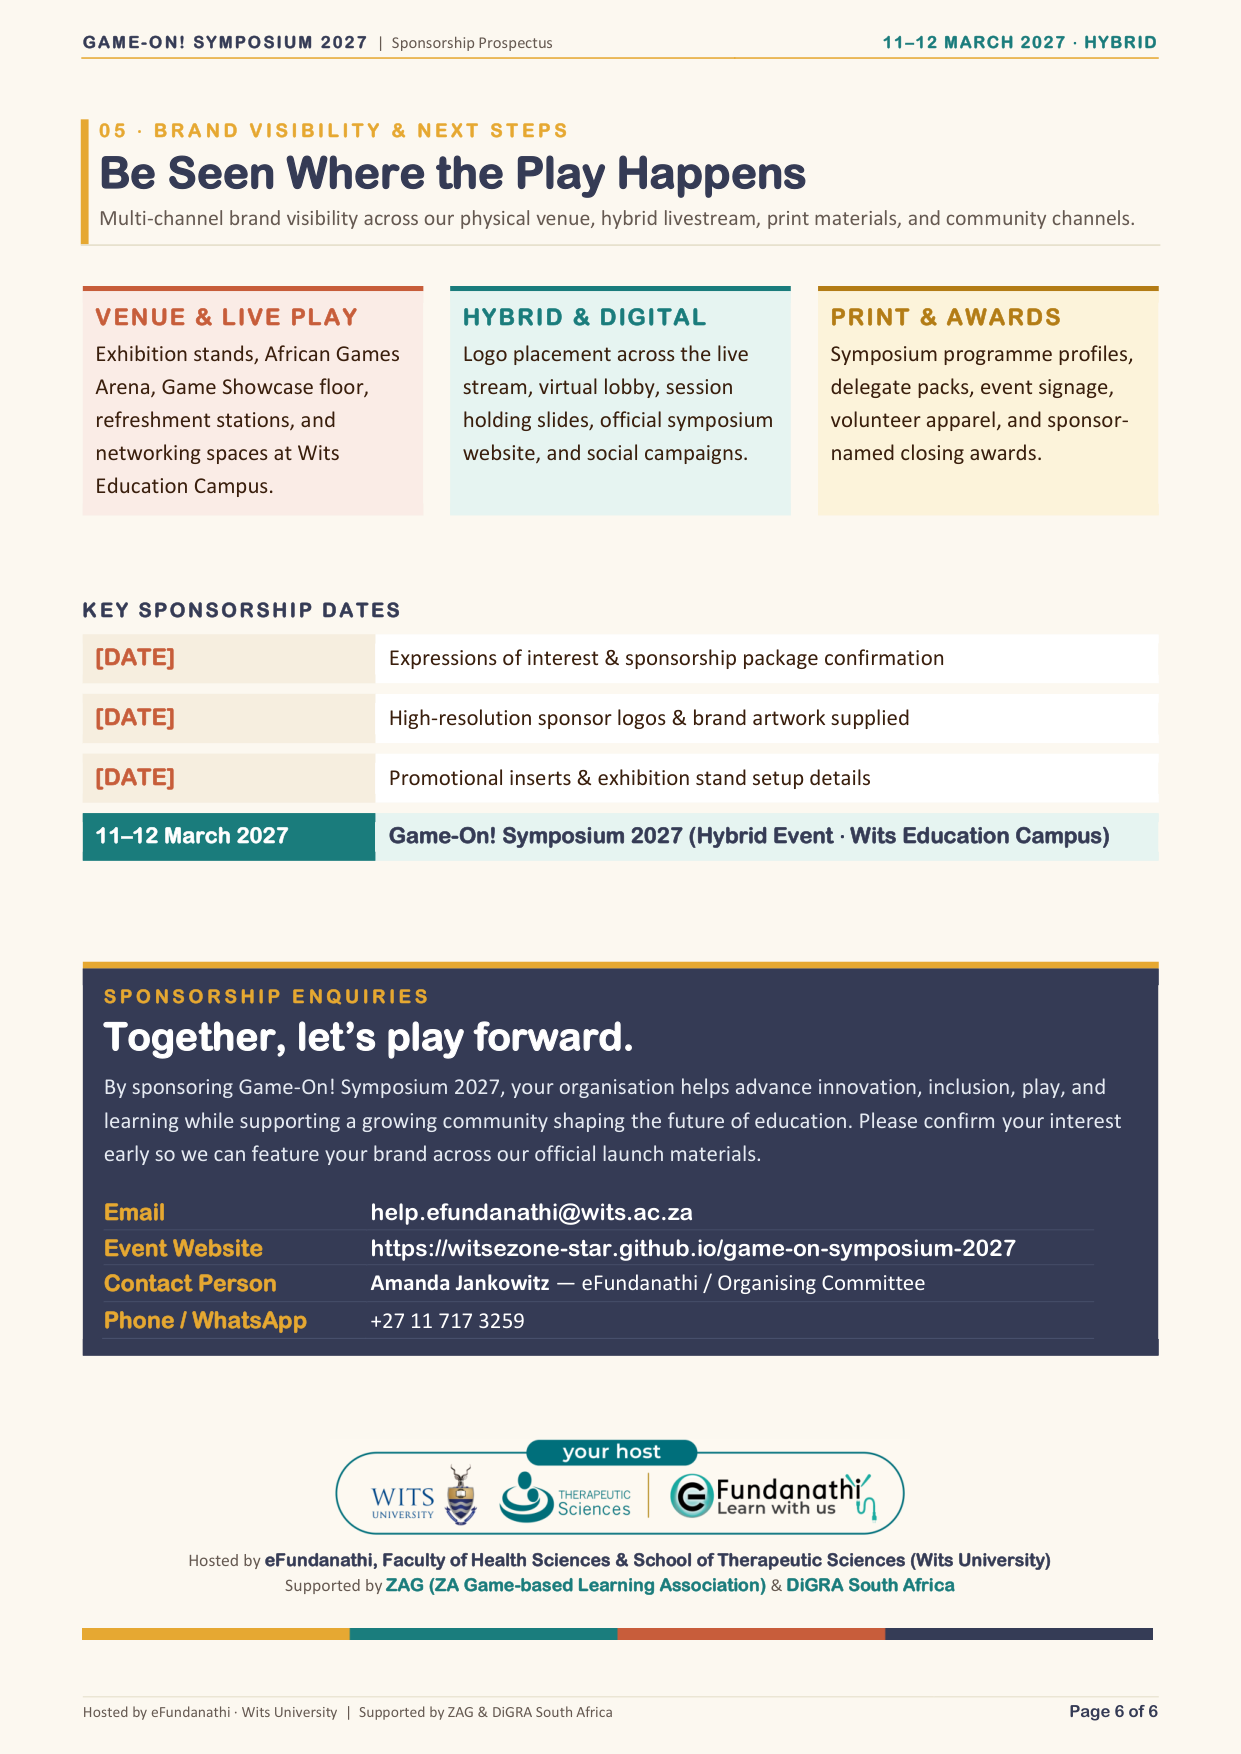 GAME-ON! SYMPOSIUM 2027 | Sponsorship Prospectus
11–12 MARCH 2027 · HYBRID
05 · BRAND VISIBILITY & NEXT STEPS
Be Seen Where the Play Happens
Multi-channel brand visibility across our physical venue, hybrid livestream, print materials, and community channels.
VENUE & LIVE PLAY
Exhibition stands, African Games
Arena, Game Showcase floor,
refreshment stations, and
networking spaces at Wits
Education Campus.
HYBRID & DIGITAL
Logo placement across the live
stream, virtual lobby, session
holding slides, official symposium
website, and social campaigns.
PRINT & AWARDS
Symposium programme profiles,
delegate packs, event signage,
volunteer apparel, and sponsor-
named closing awards.
KEY SPONSORSHIP DATES
[DATE] Expressions of interest & sponsorship package confirmation
[DATE] High-resolution sponsor logos & brand artwork supplied
[DATE] Promotional inserts & exhibition stand setup details
11–12 March 2027 Game-On! Symposium 2027 (Hybrid Event · Wits Education Campus)
SPONSORSHIP ENQUIRIES
Together, let’s play forward.
By sponsoring Game-On! Symposium 2027, your organisation helps advance innovation, inclusion, play, and
learning while supporting a growing community shaping the future of education. Please confirm your interest
early so we can feature your brand across our official launch materials.
Email help.efundanathi@wits.ac.za
Event Website https://witsezone-star.github.io/game-on-symposium-2027
Contact Person Amanda Jankowitz — eFundanathi / Organising Committee
Phone / WhatsApp +27 11 717 3259
your host
WITS
UNIVERSITY
THERAPEUTIC
Sciences
eFundanathi
Learn with us
Hosted by eFundanathi, Faculty of Health Sciences & School of Therapeutic Sciences (Wits University)
Supported by ZAG (ZA Game-based Learning Association) & DiGRA South Africa
Hosted by eFundanathi · Wits University | Supported by ZAG & DiGRA South Africa
Page 6 of 6